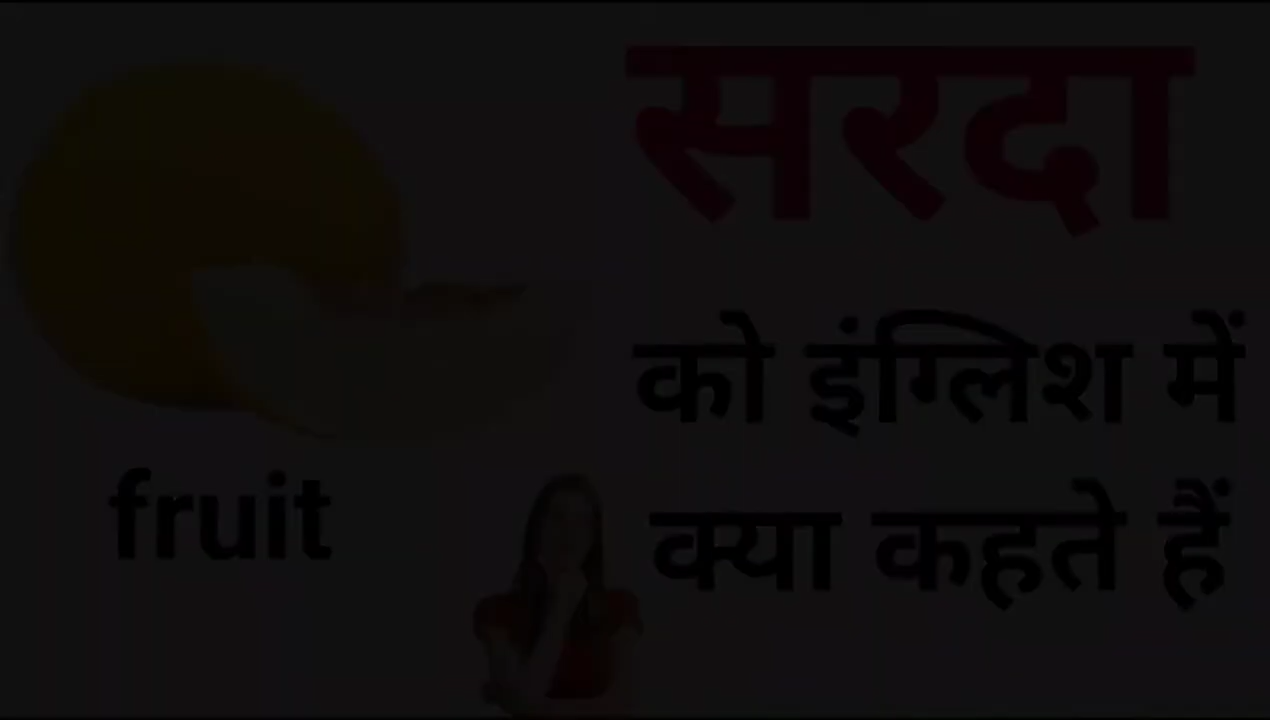 सरदा
को इंग्लिश में
fruit
क्या कहते हैं